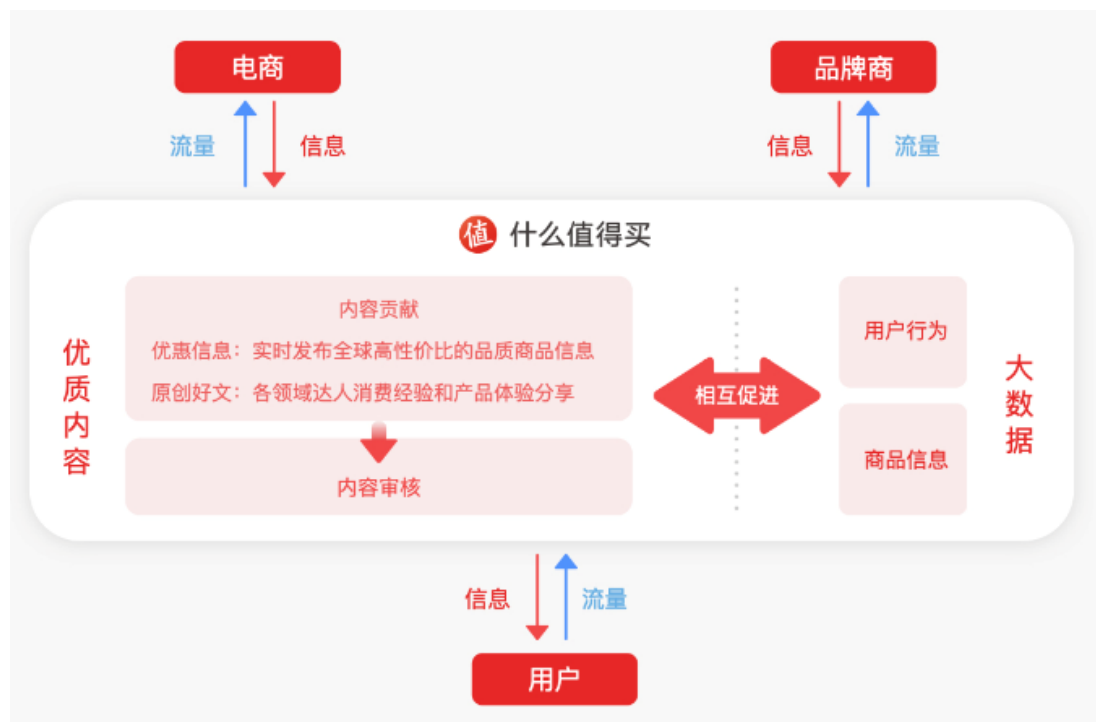 电商
品牌商
流量
信息
信息
流量
值 什么值得买
优质内容
内容贡献
优惠信息：实时发布全球高性价比的品质商品信息
原创好文：各领域达人消费经验和产品体验分享
内容审核
相互促进
用户行为
商品信息
大数据
信息
流量
用户